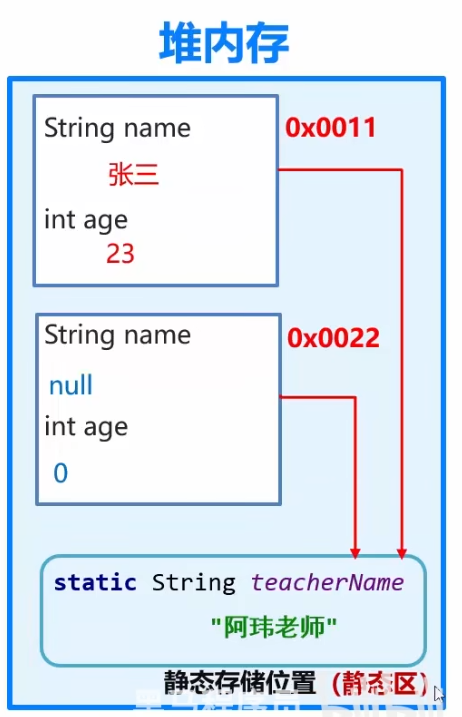 堆内存
String name
0x0011
张三
int age
23
String name
0x0022
null
int age
0
static String teacherName
"阿玮老师"
静态存储位置（静态区）